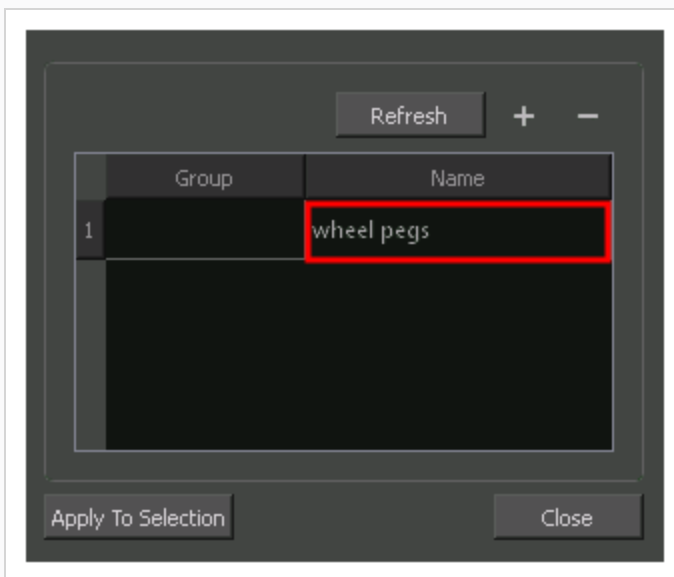 Refresh + −
Group Name
1 wheel pegs
Apply To Selection Close